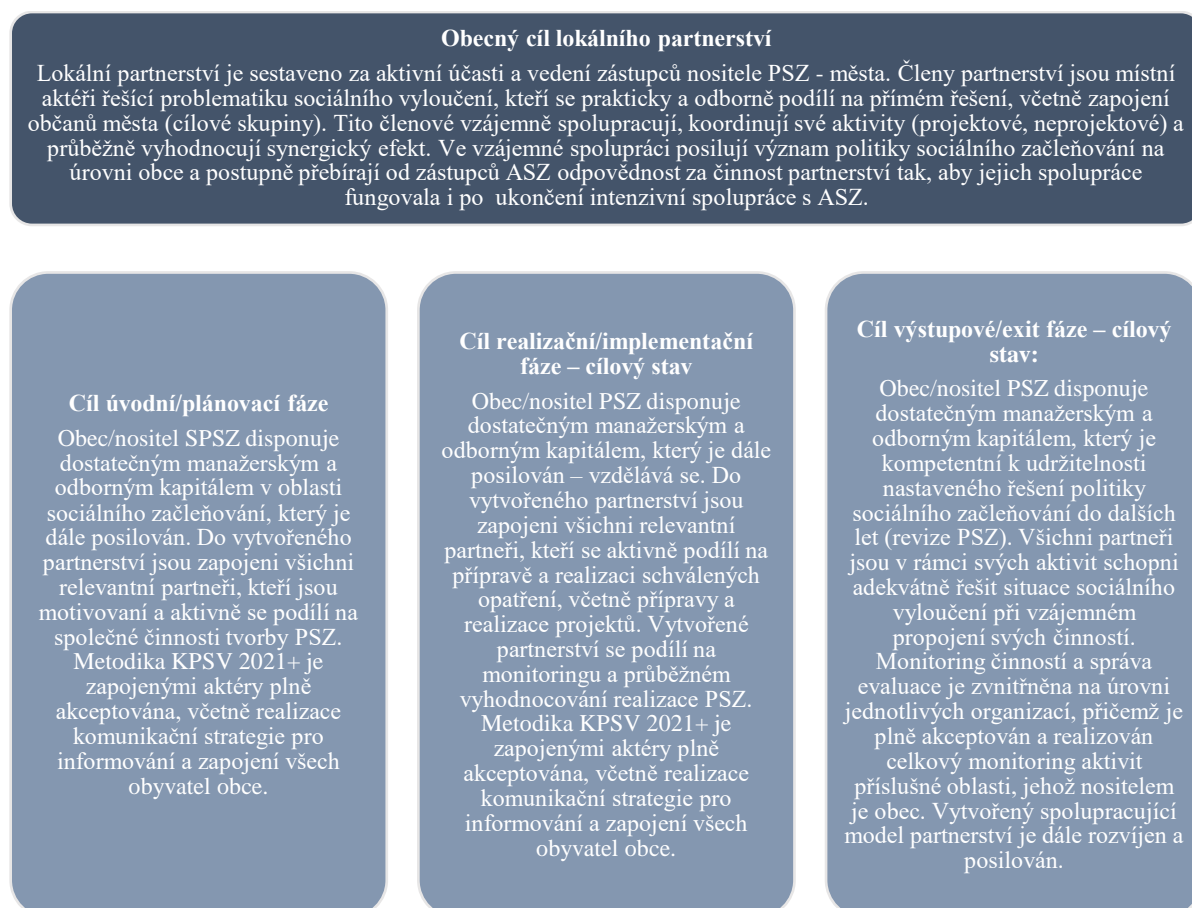 Obecný cíl lokálního partnerství
Lokální partnerství je sestaveno za aktivní účasti a vedení zástupců nositele PSZ - města. Členy partnerství jsou místní
aktéři řešící problematiku sociálního vyloučení, kteří se prakticky a odborně podílí na přímém řešení, včetně zapojení
občanů města (cílové skupiny). Tito členové vzájemně spolupracují, koordinují své aktivity (projektové, neprojektové) a
průběžně vyhodnocují synergický efekt. Ve vzájemné spolupráci posilují význam politiky sociálního začleňování na
úrovni obce a postupně přebírají od zástupců ASZ odpovědnost za činnost partnerství tak, aby jejich spolupráce
fungovala i po ukončení intenzivní spolupráce s ASZ.
Cíl úvodní/plánovací fáze
Obec/nositel SPSZ disponuje
dostatečným manažerským a
odborným kapitálem v oblasti
sociálního začleňování, který je
dále posilován. Do vytvořeného
partnerství jsou zapojeni všichni
relevantní partneři, kteří jsou
motivovaní a aktivně se podílí na
společné činnosti tvorby PSZ.
Metodika KPSV 2021+ je
zapojenými aktéry plně
akceptována, včetně realizace
komunikační strategie pro
informování a zapojení všech
obyvatel obce.
Cíl realizační/implementační
fáze – cílový stav
Obec/nositel PSZ disponuje
dostatečným manažerským a
odborným kapitálem, který je dále
posilován – vzdělává se. Do
vytvořeného partnerství jsou
zapojeni všichni relevantní
partneři, kteří se aktivně podílí na
přípravě a realizaci schválených
opatření, včetně přípravy a
realizace projektů. Vytvořené
partnerství se podílí na
monitoringu a průběžném
vyhodnocování realizace PSZ.
Metodika KPSV 2021+ je
zapojenými aktéry plně
akceptována, včetně realizace
komunikační strategie pro
informování a zapojení všech
obyvatel obce.
Cíl výstupové/exit fáze – cílový
stav:
Obec/nositel PSZ disponuje
dostatečným manažerským a
odborným kapitálem, který je
kompetentní k udržitelnosti
nastaveného řešení politiky
sociálního začleňování do dalších
let (revize PSZ). Všichni partneři
jsou v rámci svých aktivit schopni
adekvátně řešit situace sociálního
vyloučení při vzájemném
propojení svých činností.
Monitoring činností a správa
evaluace je zvnitřněna na úrovni
jednotlivých organizací, přičemž je
plně akceptován a realizován
celkový monitoring aktivit
příslušné oblasti, jehož nositelem
je obec. Vytvořený spolupracující
model partnerství je dále rozvíjen a
posilován.